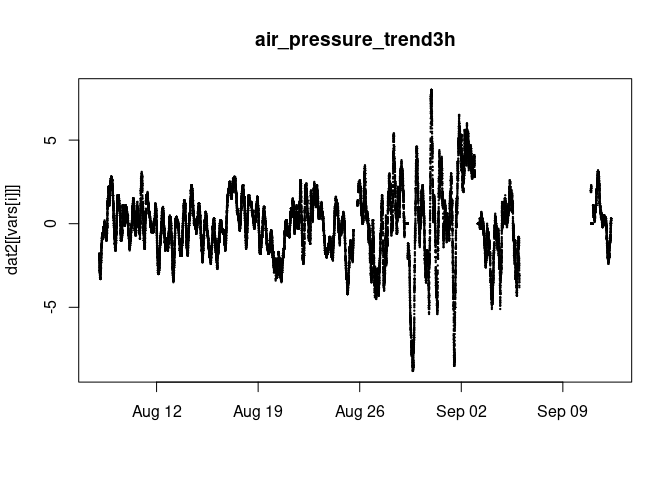 air_pressure_trend3h
dat2[[vars[i]]]
5
0
-5
Aug 12
Aug 19
Aug 26
Sep 02
Sep 09